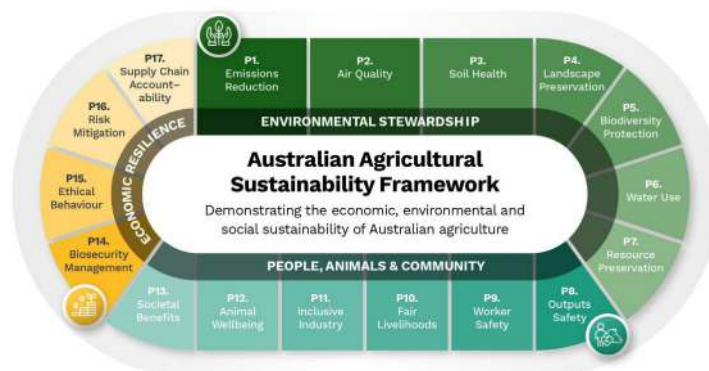 P1.
Emissions
Reduction
P2.
Air Quality
P3.
Soil Health
P4.
Landscape
Preservation
P5.
Biodiversity
Protection
P6.
Water Use
P7.
Resource
Preservation
P8.
Outputs
Safety
P9.
Worker
Safety
P10.
Fair
Livelihoods
P11.
Inclusive
Industry
P12.
Animal
Wellbeing
P13.
Societal
Benefits
P14.
Biosecurity
Management
P15.
Ethical
Behaviour
P16.
Risk
Mitigation
P17.
Supply Chain
Account–
ability
ENVIRONMENTAL STEWARDSHIP
ECONOMIC RESILIENCE
Australian Agricultural
Sustainability Framework
Demonstrating the economic, environmental and
social sustainability of Australian agriculture
PEOPLE, ANIMALS & COMMUNITY